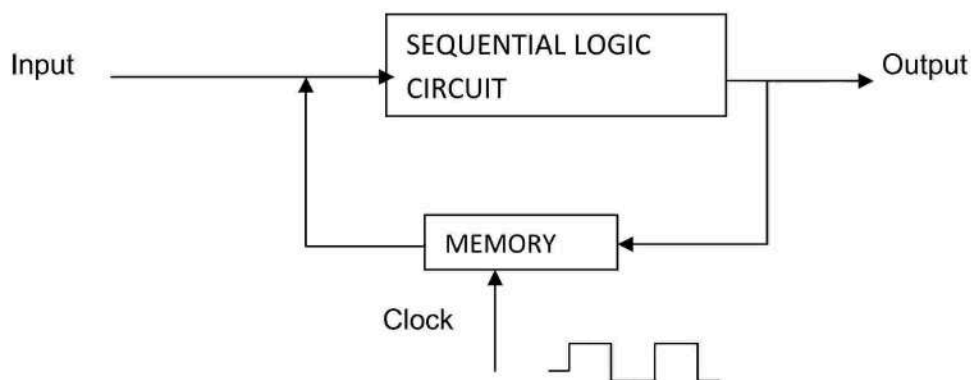 Input
SEQUENTIAL LOGIC
CIRCUIT
Output
MEMORY
Clock